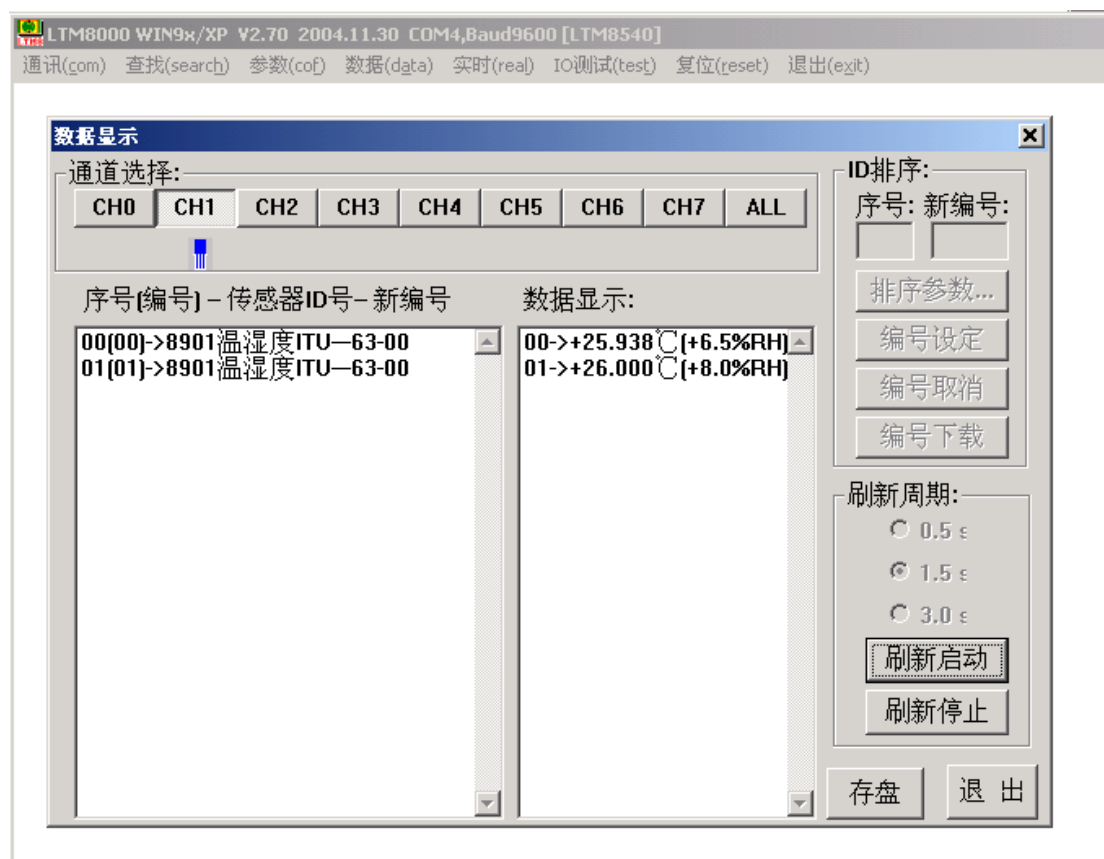 LTM8000 WIN9x/XP V2.70 2004.11.30 COM4,Baud9600 [LTM8540]
通讯(com) 查找(search) 参数(cof) 数据(data) 实时(real) IO测试(test) 复位(reset) 退出(exit)
数据显示
通道选择:
CH0 CH1 CH2 CH3 CH4 CH5 CH6 CH7 ALL
序号(编号) – 传感器ID号– 新编号
00(00)->8901温湿度ITU—63-00
01(01)->8901温湿度ITU—63-00
数据显示:
00->+25.938℃(+6.5%RH)
01->+26.000℃(+8.0%RH)
ID排序:
序号: 新编号:
排序参数...
编号设定
编号取消
编号下载
刷新周期:
0.5 s
1.5 s
3.0 s
刷新启动
刷新停止
存盘 退 出